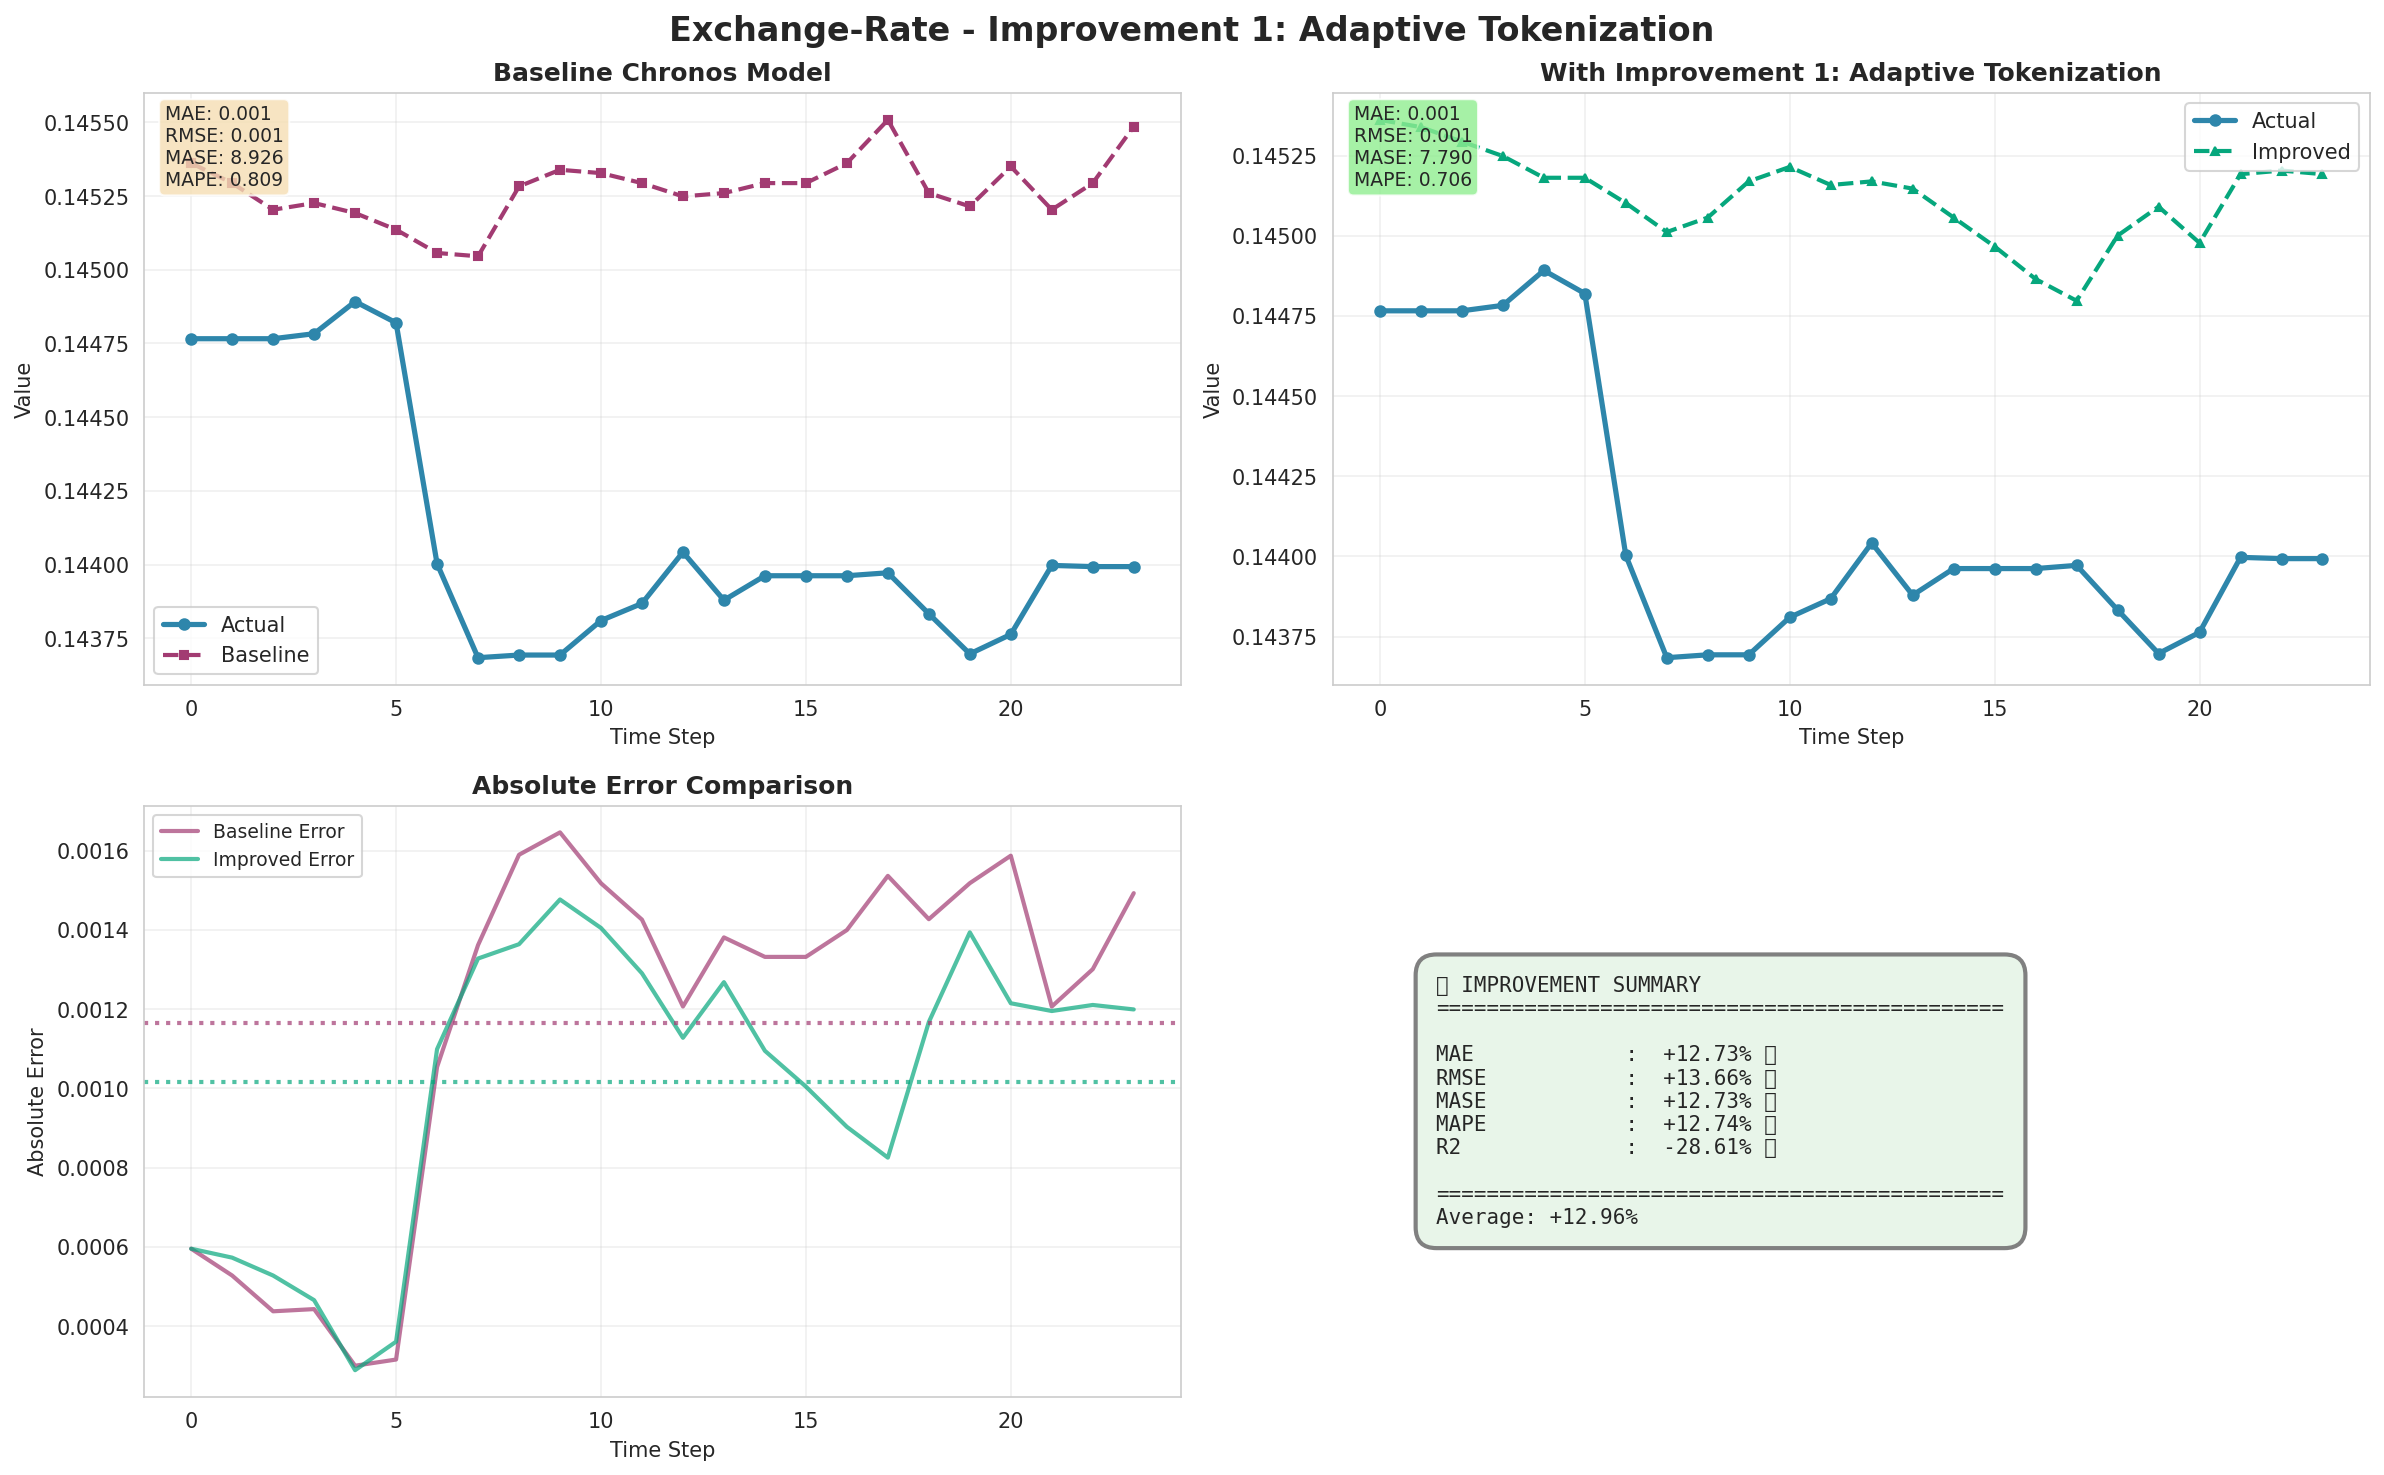 Exchange-Rate - Improvement 1: Adaptive Tokenization
Baseline Chronos Model
MAE: 0.001
RMSE: 0.001
MASE: 8.926
MAPE: 0.809
0.14550
0.14525
0.14500
0.14475
0.14450
0.14425
0.14400
0.14375
Value
Actual
Baseline
0 5 10 15 20
Time Step
With Improvement 1: Adaptive Tokenization
MAE: 0.001
RMSE: 0.001
MASE: 7.790
MAPE: 0.706
Actual
Improved
0.14525
0.14500
0.14475
0.14450
0.14425
0.14400
0.14375
Value
0 5 10 15 20
Time Step
Absolute Error Comparison
Baseline Error
Improved Error
0.0016
0.0014
0.0012
0.0010
0.0008
0.0006
0.0004
Absolute Error
0 5 10 15 20
Time Step
IMPROVEMENT SUMMARY
=============================================
MAE : +12.73%
RMSE : +13.66%
MASE : +12.73%
MAPE : +12.74%
R2 : -28.61%
=============================================
Average: +12.96%